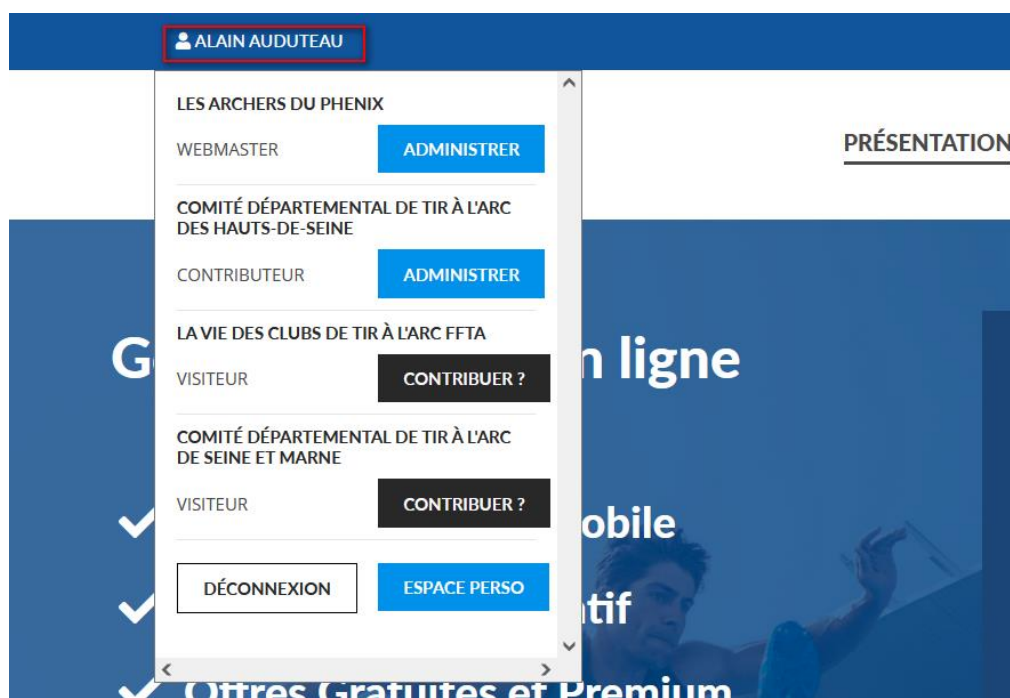 ALAIN AUDUTEAU
LES ARCHERS DU PHENIX
WEBMASTER
ADMINISTRER
PRÉSENTATION
COMITÉ DÉPARTEMENTAL DE TIR À L'ARC
DES HAUTS-DE-SEINE
CONTRIBUTEUR
ADMINISTRER
LA VIE DES CLUBS DE TIR À L'ARC FFTA
ligne
VISITEUR
CONTRIBUER ?
COMITÉ DÉPARTEMENTAL DE TIR À L'ARC
DE SEINE ET MARNE
VISITEUR
CONTRIBUER ?
DÉCONNEXION
ESPACE PERSO
Offres Gratuites et Premium